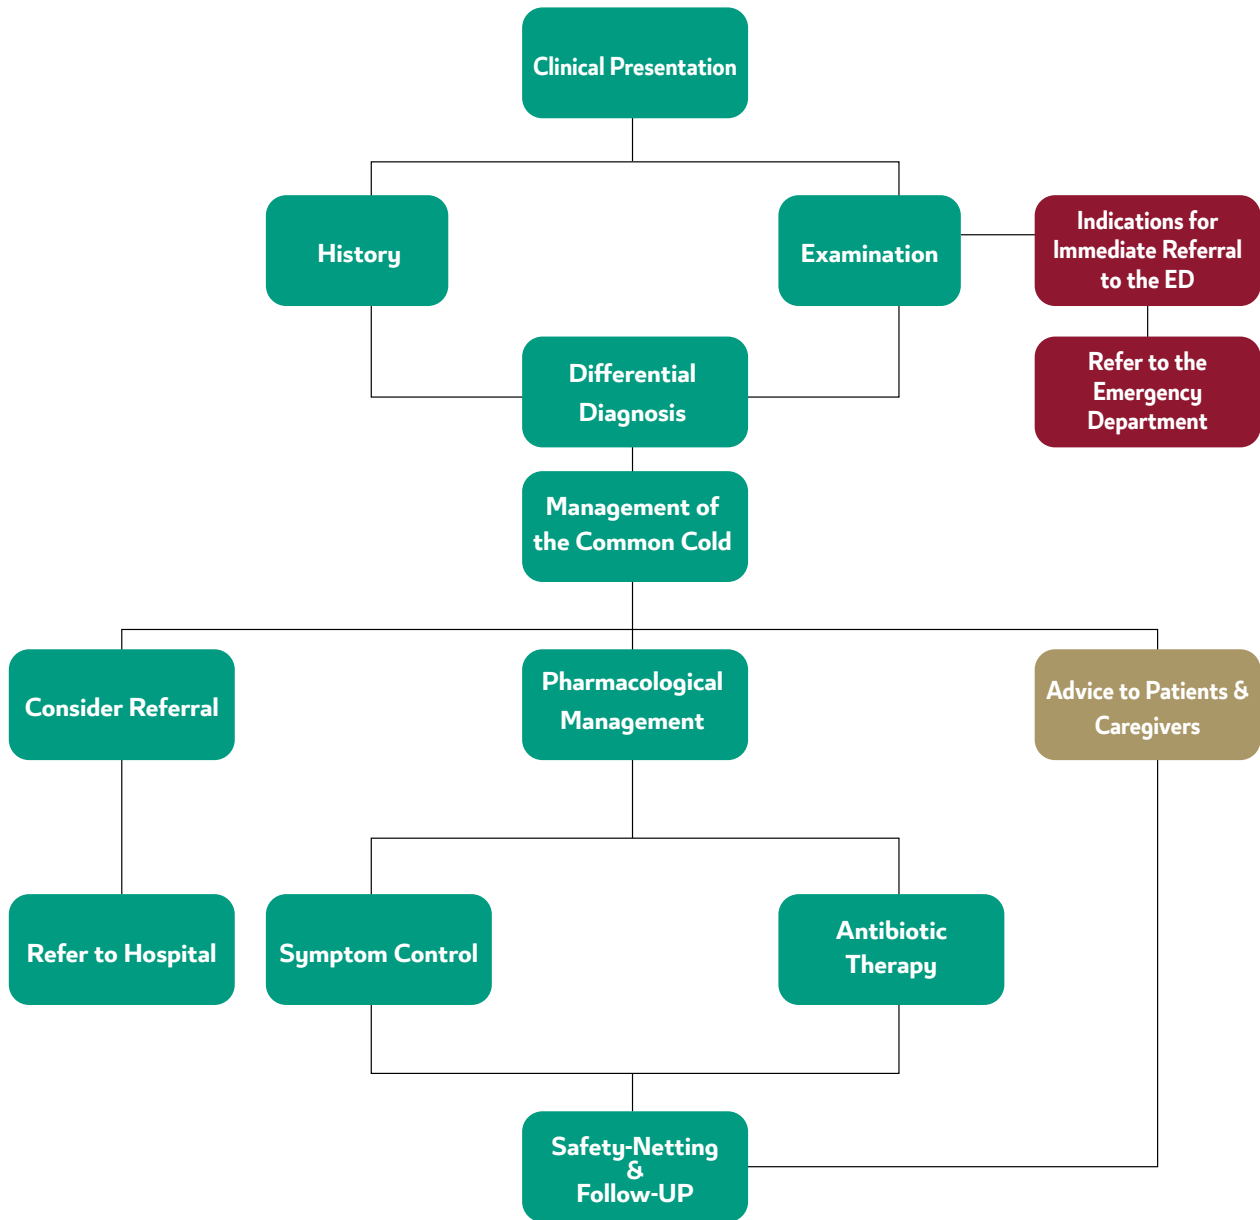 Clinical Presentation
History
Examination
Indications for
Immediate Referral
to the ED
Differential
Diagnosis
Refer to the
Emergency
Department
Management of
the Common Cold
Consider Referral
Pharmacological
Management
Advice to Patients &
Caregivers
Refer to Hospital
Symptom Control
Antibiotic
Therapy
Safety-Netting
&
Follow-UP